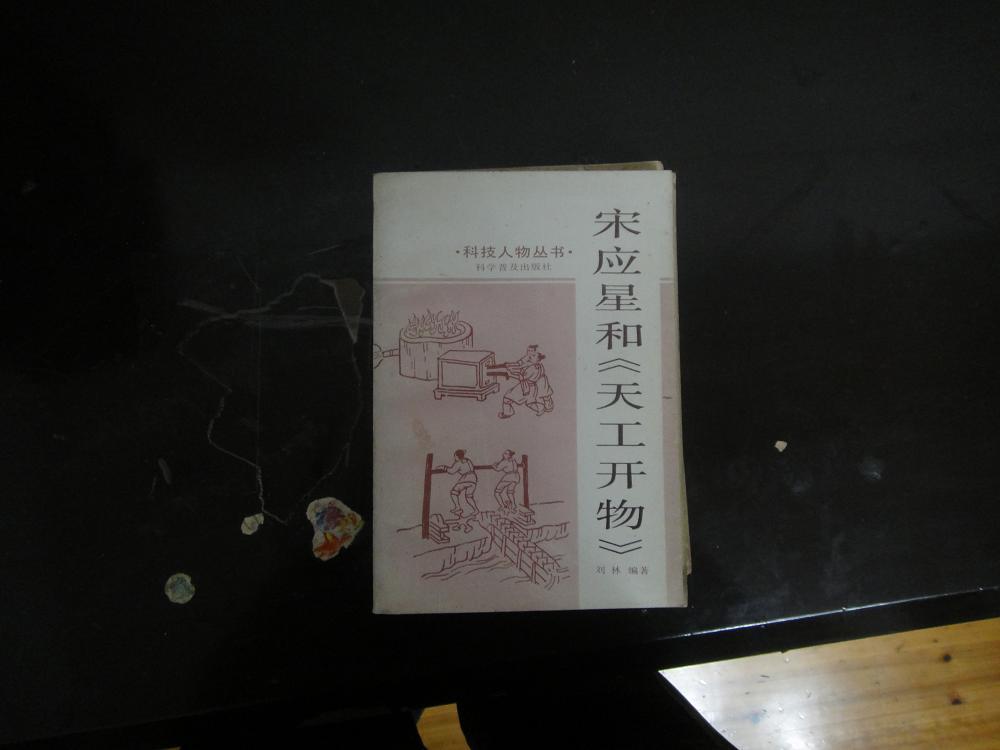 ·科技人物丛书·
科学普及出版社
宋应星和《天工开物》
刘林 编著